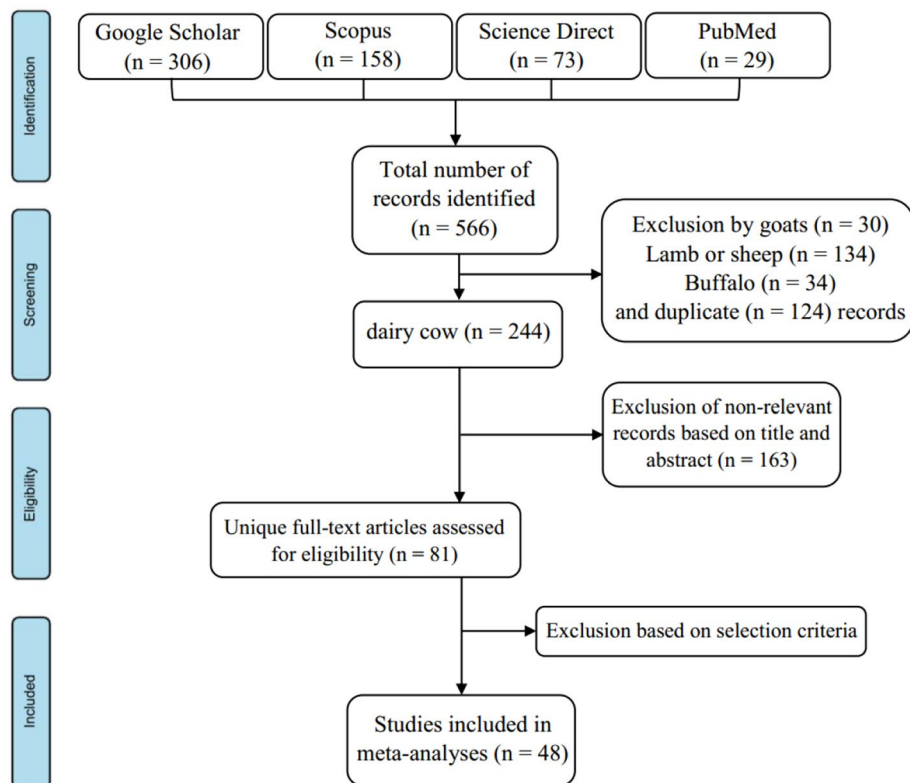 Identification
Google Scholar
(n = 306)
Scopus
(n = 158)
Science Direct
(n = 73)
PubMed
(n = 29)
Total number of
records identified
(n = 566)
Screening
Exclusion by goats (n = 30)
Lamb or sheep (n = 134)
Buffalo (n = 34)
and duplicate (n = 124) records
dairy cow (n = 244)
Exclusion of non-relevant
records based on title and
abstract (n = 163)
Eligibility
Unique full-text articles assessed
for eligibility (n = 81)
Exclusion based on selection criteria
Included
Studies included in
meta-analyses (n = 48)